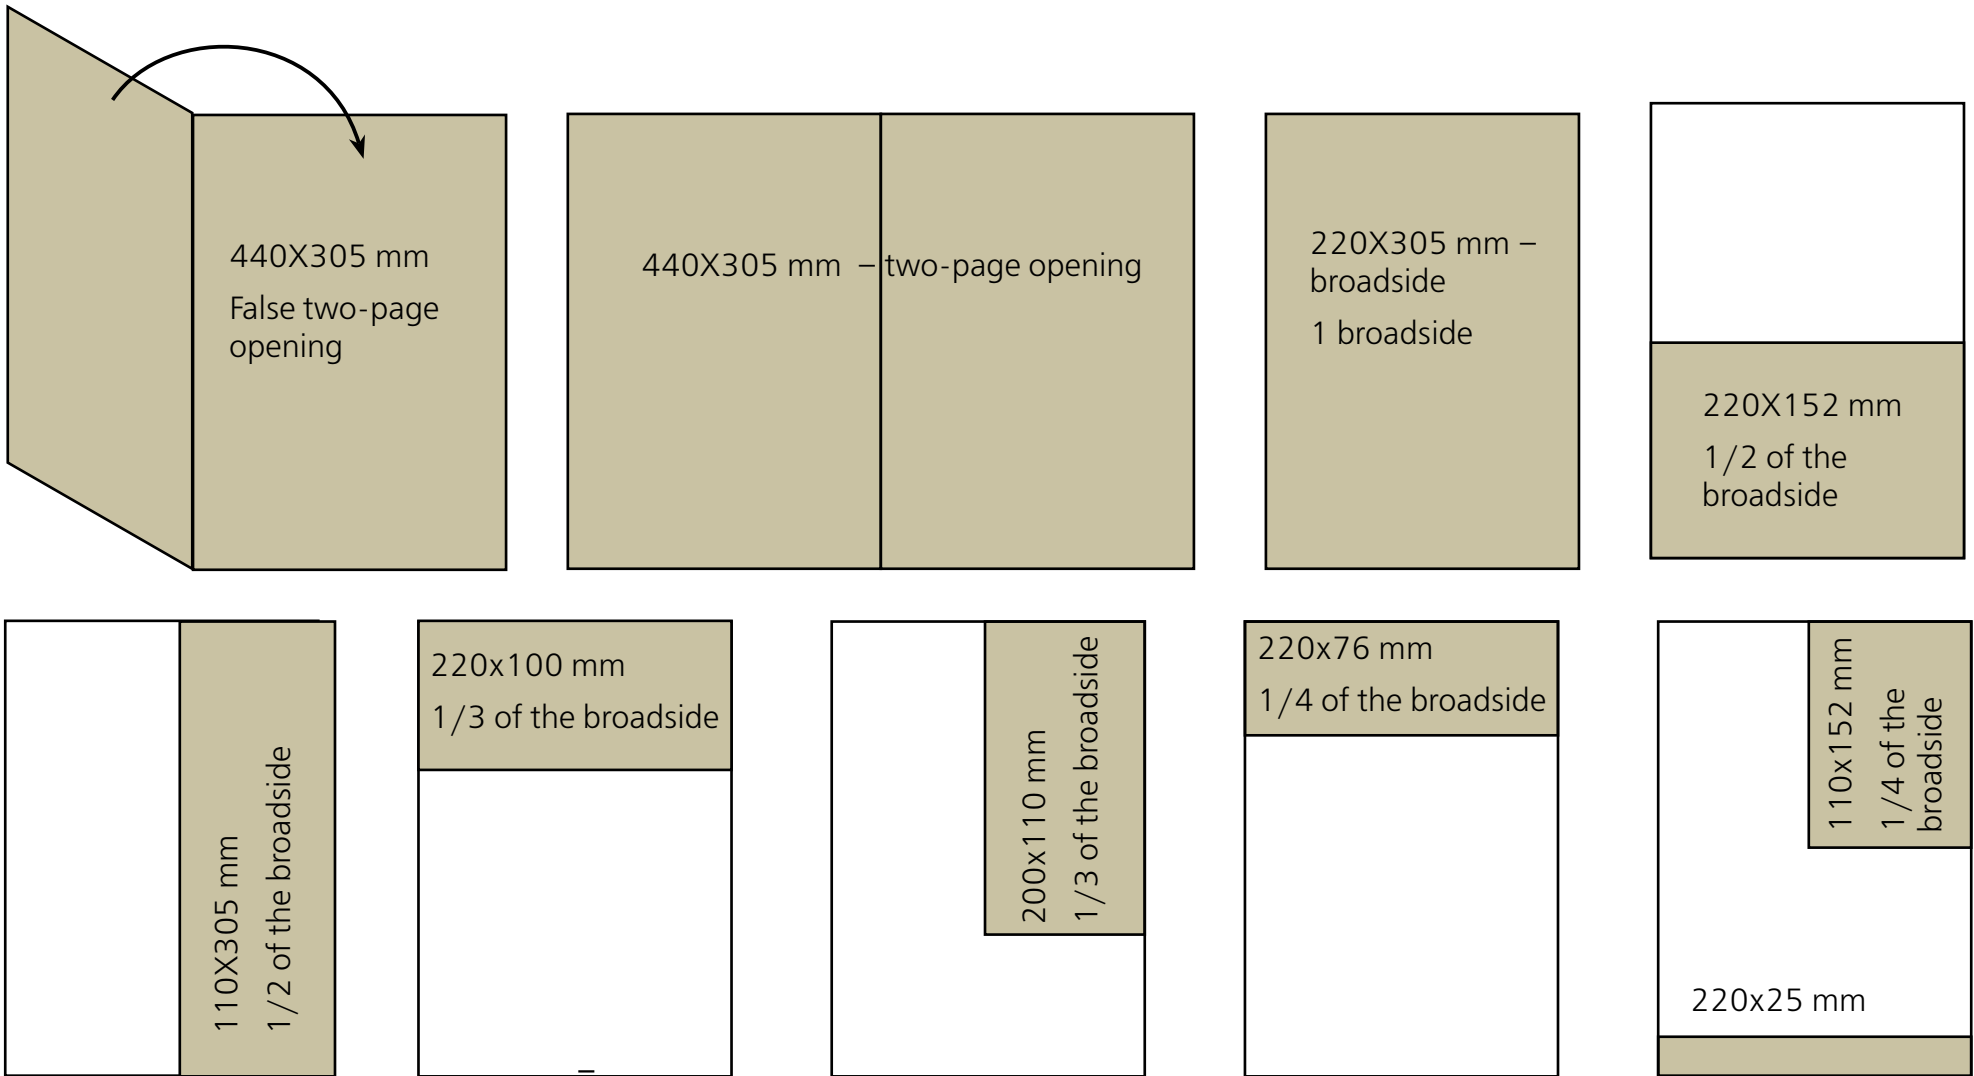 440X305 mm
False two-page
opening
440X305 mm – two-page opening
220X305 mm –
broadside
1 broadside
220X152 mm
1/2 of the
broadside
110X305 mm
1/2 of the broadside
220x100 mm
1/3 of the broadside
–
200x110 mm
1/3 of the broadside
220x76 mm
1/4 of the broadside
110x152 mm
1/4 of the
broadside
220x25 mm